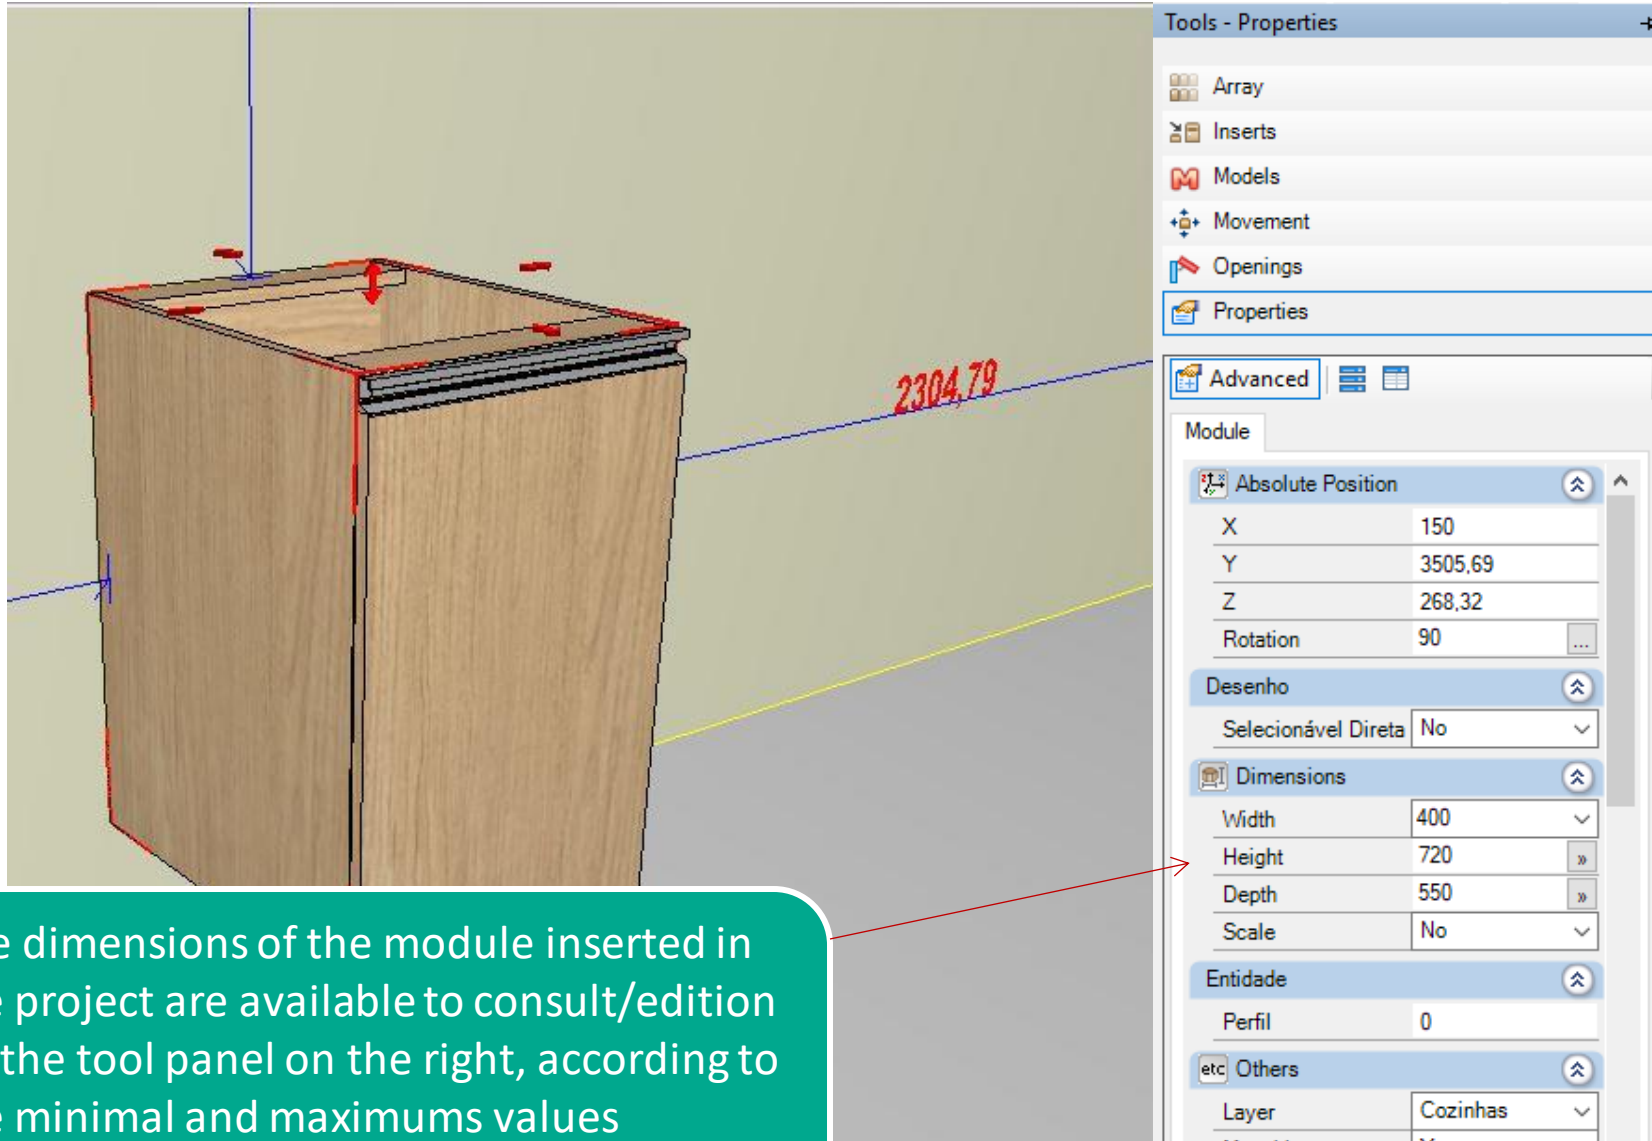 2304,79
e dimensions of the module inserted in
e project are available to consult/edition
the tool panel on the right, according to
e minimal and maximums values
Tools - Properties
Array
Inserts
Models
Movement
Openings
Properties
Advanced
Module
Absolute Position
X 150
Y 3505,69
Z 268,32
Rotation 90 ...
Desenho
Selecionável Direta No
Dimensions
Width 400
Height 720 »
Depth 550 »
Scale No
Entidade
Perfil 0
etc Others
Layer Cozinhas